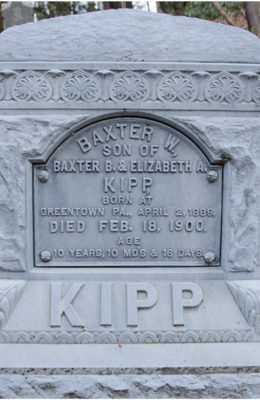 BAXTER W.
SON OF
BAXTER B. & ELIZABETH A.
KIPP
BORN AT
GREENTOWN PA., APRIL 2, 1889,
DIED FEB. 18, 1900.
AGE
10 YEARS, 10 MOS & 16 DAYS.
KIPP